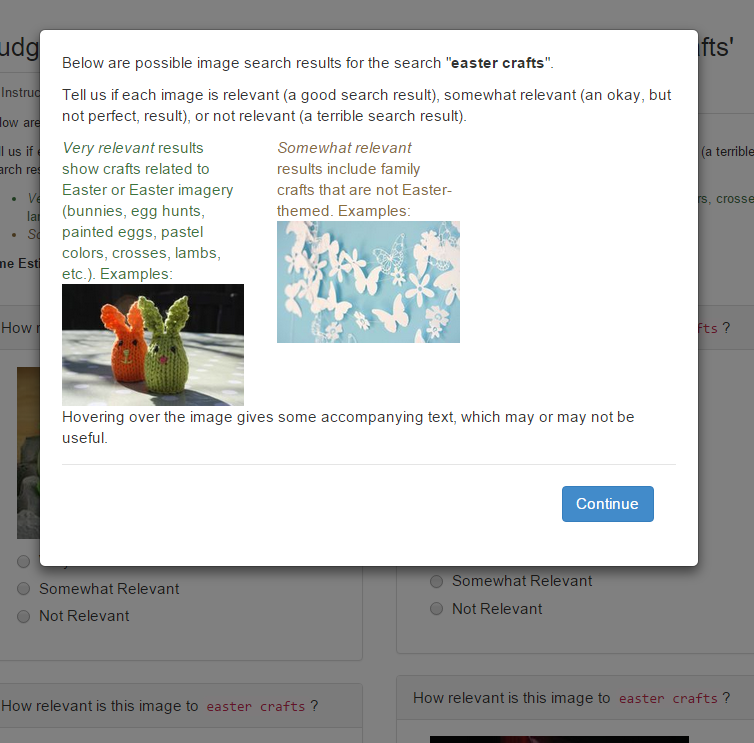 udg
fts'
Instruc
low are
ll us if e
(a terrible
arch res
Ve
rs, crosse
la
So
me Esti
Below are possible image search results for the search "easter crafts".
Tell us if each image is relevant (a good search result), somewhat relevant (an okay, but
not perfect, result), or not relevant (a terrible search result).
Very relevant results
show crafts related to
Easter or Easter imagery
(bunnies, egg hunts,
painted eggs, pastel
colors, crosses, lambs,
etc.). Examples:
Somewhat relevant
results include family
crafts that are not Easter-
themed. Examples:
Hovering over the image gives some accompanying text, which may or may not be
useful.
Continue
How r
fts ?
Somewhat Relevant
Not Relevant
Somewhat Relevant
Not Relevant
How relevant is this image to easter crafts ?
How relevant is this image to easter crafts ?